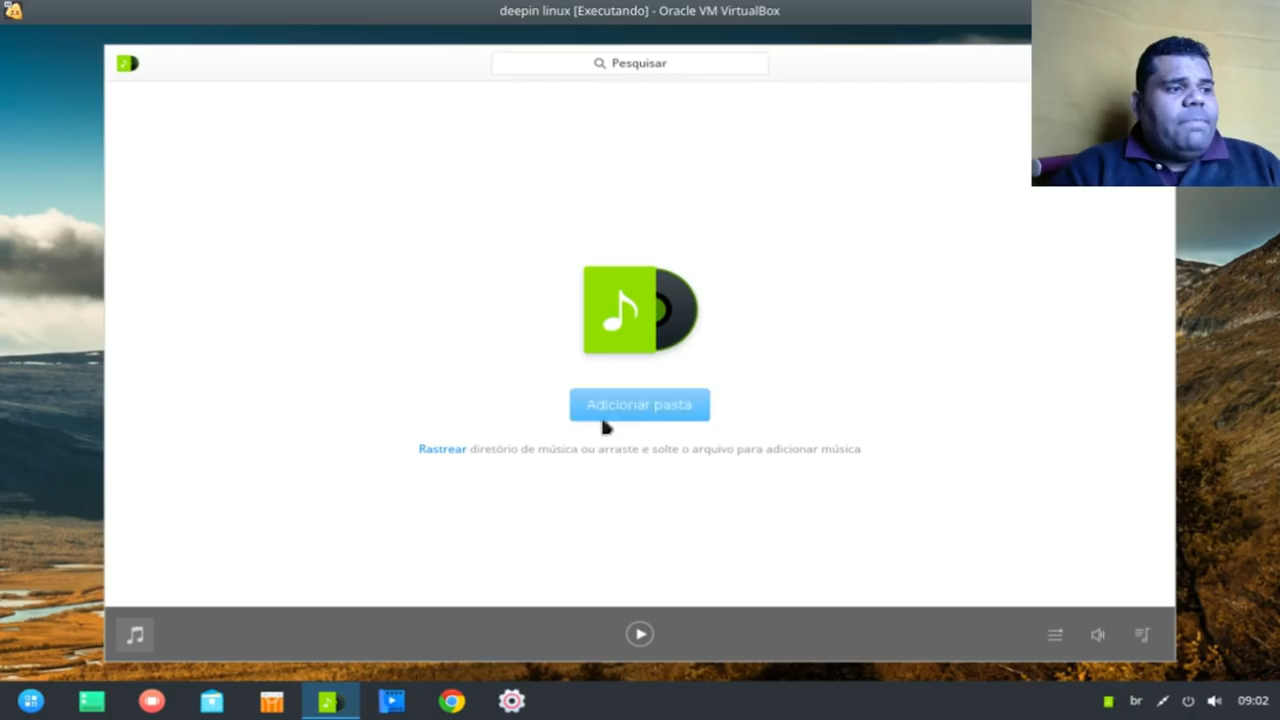 deepin linux [Executando] - Oracle VM VirtualBox
Pesquisar
Adicionar pasta
Rastrear diretório de música ou arraste e solte o arquivo para adicionar música
br
09:02